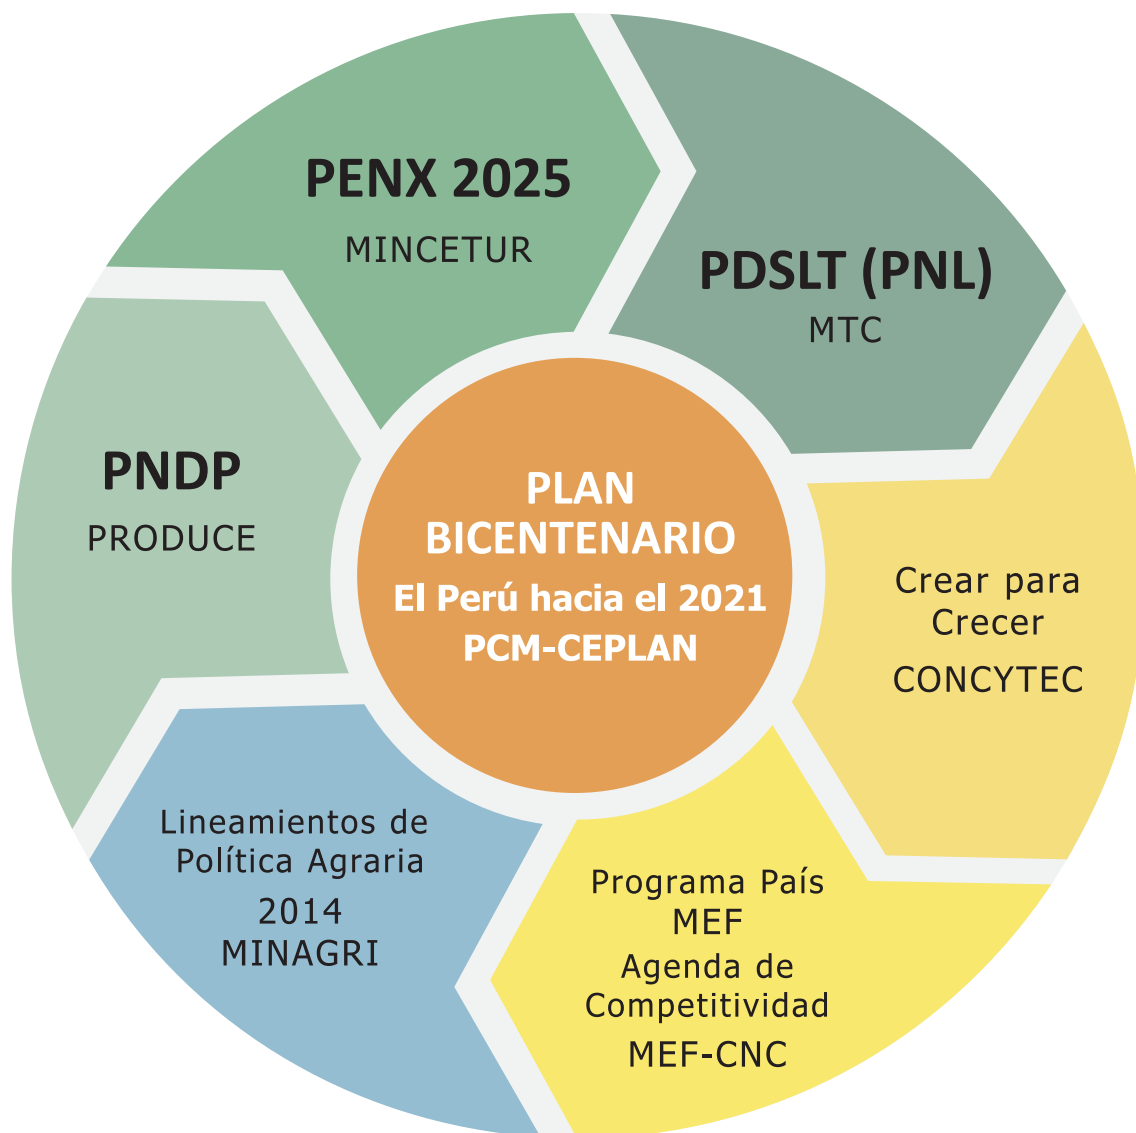 PENX 2025
MINCETUR
PDSLT (PNL)
MTC
Crear para
Crecer
CONCYTEC
Programa País
MEF
Agenda de
Competitividad
MEF-CNC
Lineamientos de
Política Agraria
2014
MINAGRI
PNDP
PRODUCE
PLAN
BICENTENARIO
El Perú hacia el 2021
PCM-CEPLAN